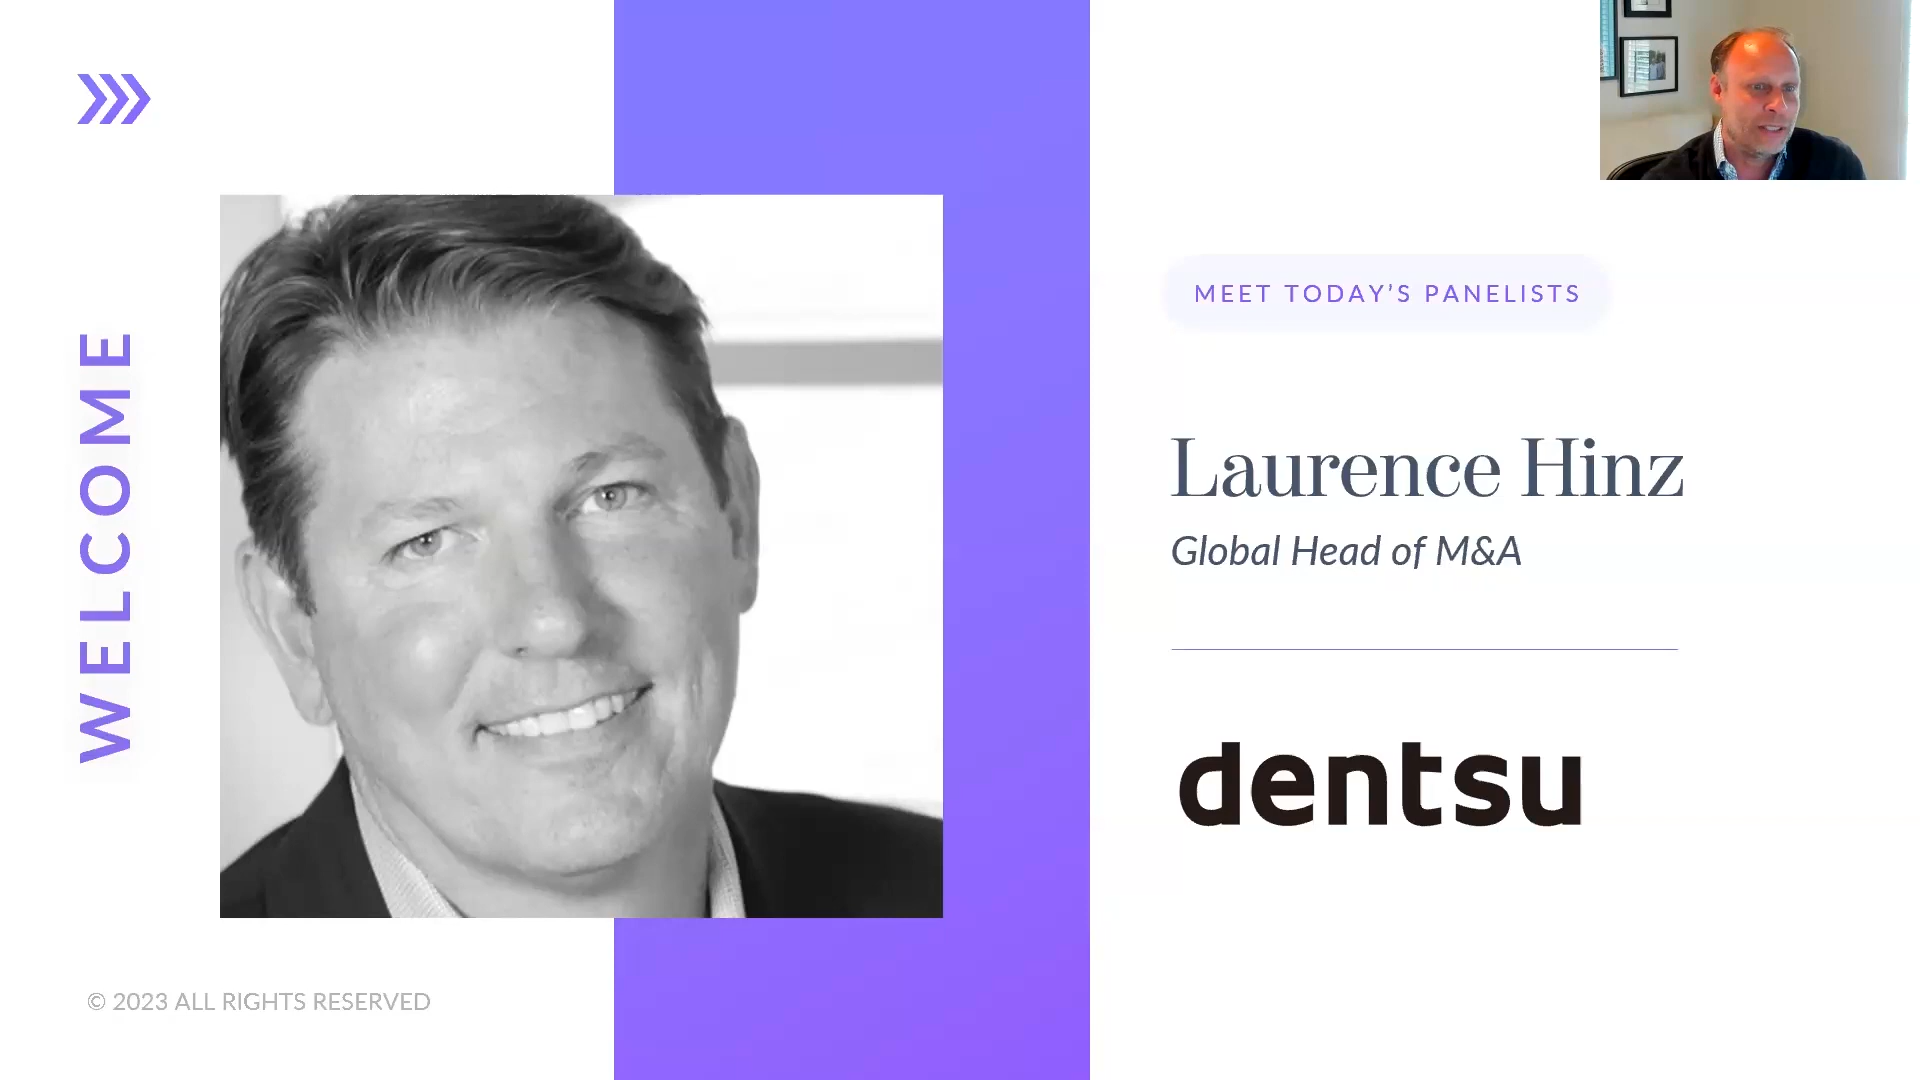 WELCOME
MEET TODAY’S PANELISTS
Laurence Hinz
Global Head of M&A
dentsu
© 2023 ALL RIGHTS RESERVED